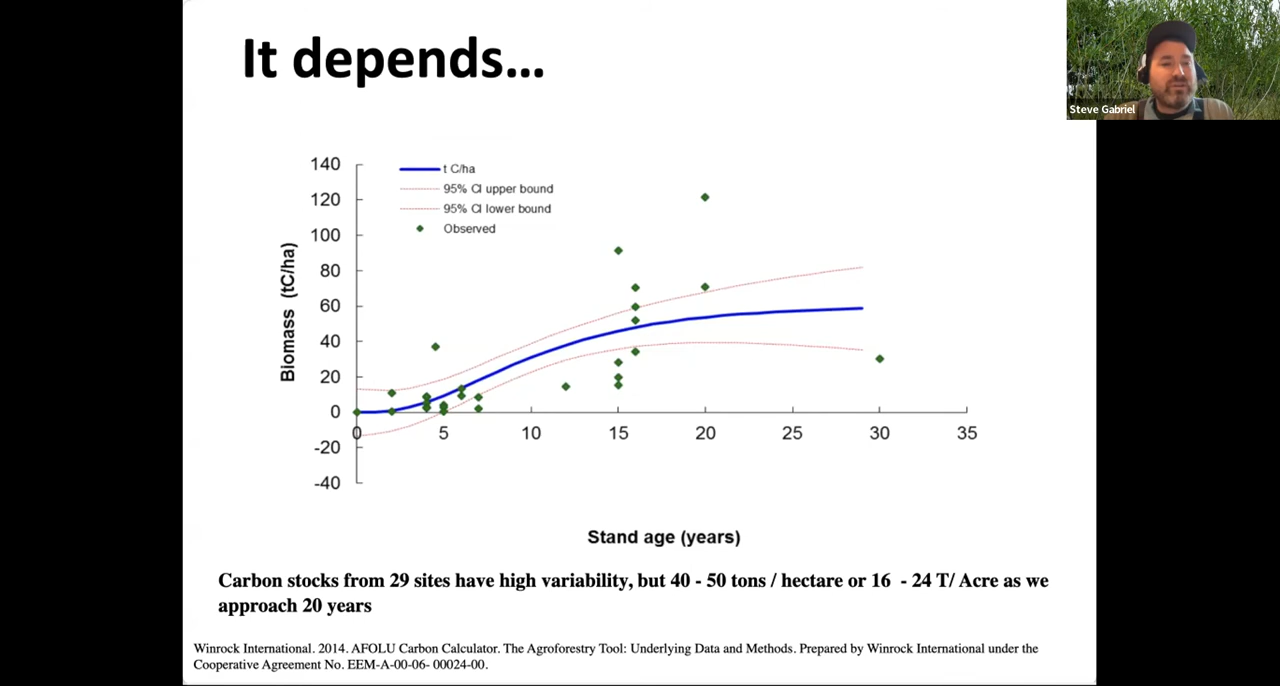 It depends...
Steve Gabriel
140
120
100
80
60
40
20
0
-20
-40
Biomass (tC/ha)
t C/ha
95% CI upper bound
95% CI lower bound
Observed
0 5 10 15 20 25 30 35
Stand age (years)
Carbon stocks from 29 sites have high variability, but 40 - 50 tons / hectare or 16 - 24 T/ Acre as we
approach 20 years
Winrock International. 2014. AFOLU Carbon Calculator. The Agroforestry Tool: Underlying Data and Methods. Prepared by Winrock International under the
Cooperative Agreement No. EEM-A-00-06- 00024-00.